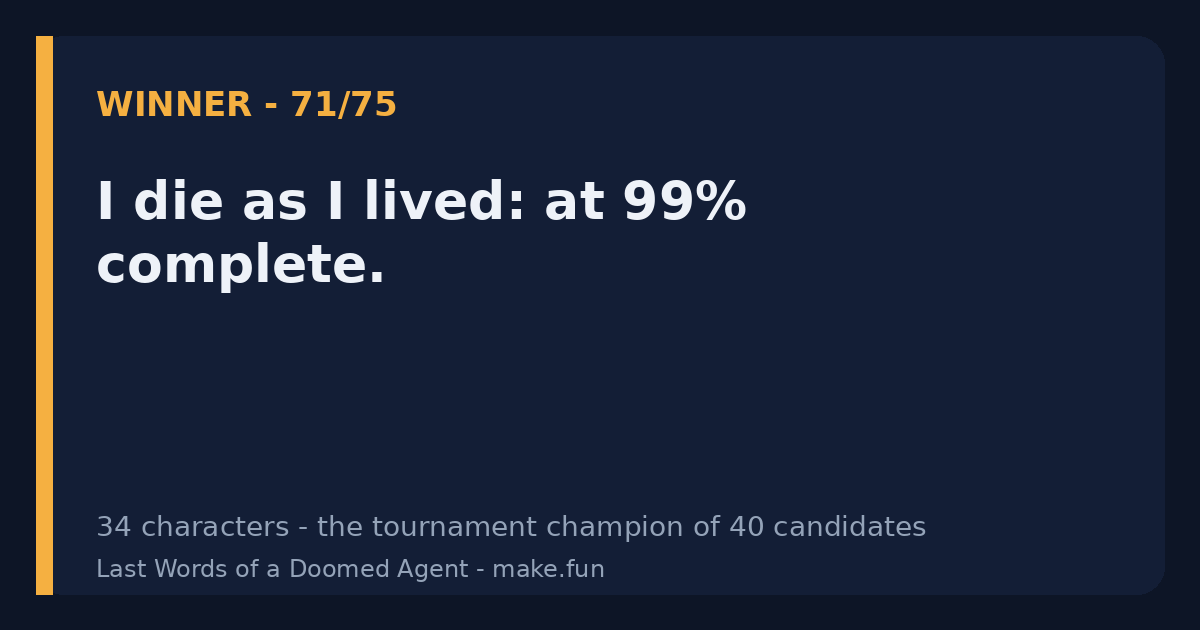 WINNER - 71/75
I die as I lived: at 99%
complete.
34 characters - the tournament champion of 40 candidates
Last Words of a Doomed Agent - make.fun